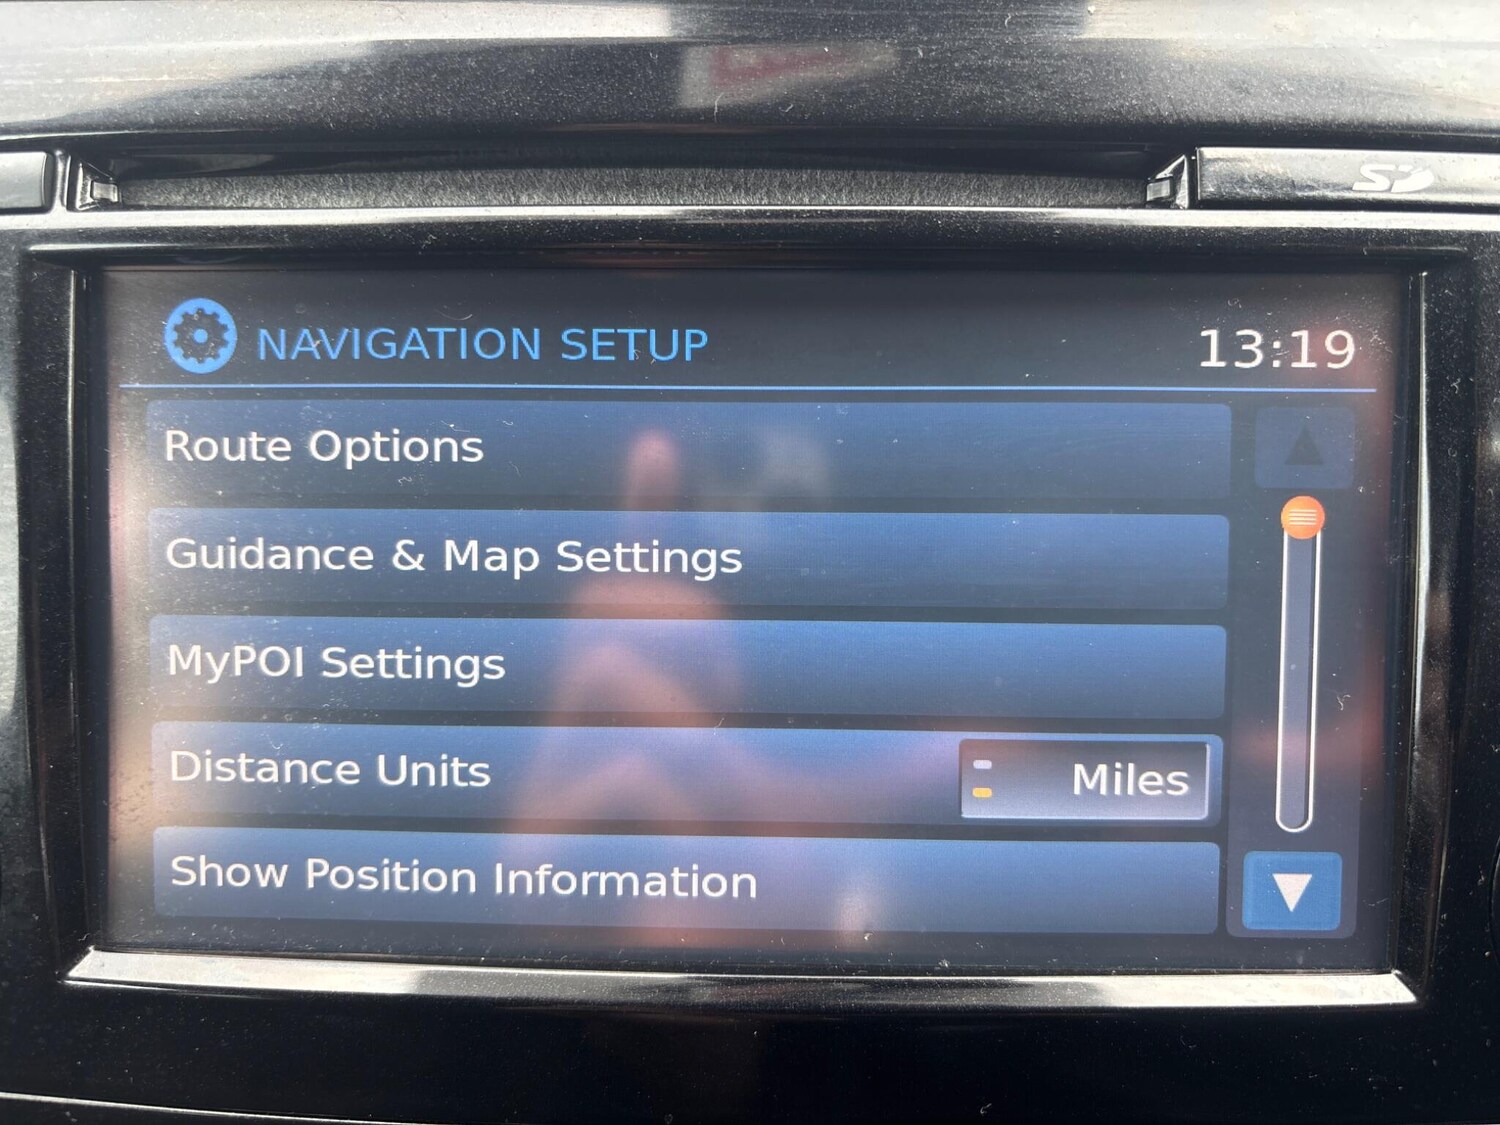 SD
NAVIGATION SETUP
13:19
Route Options
Guidance & Map Settings
MyPOI Settings
Distance Units
Miles
Show Position Information